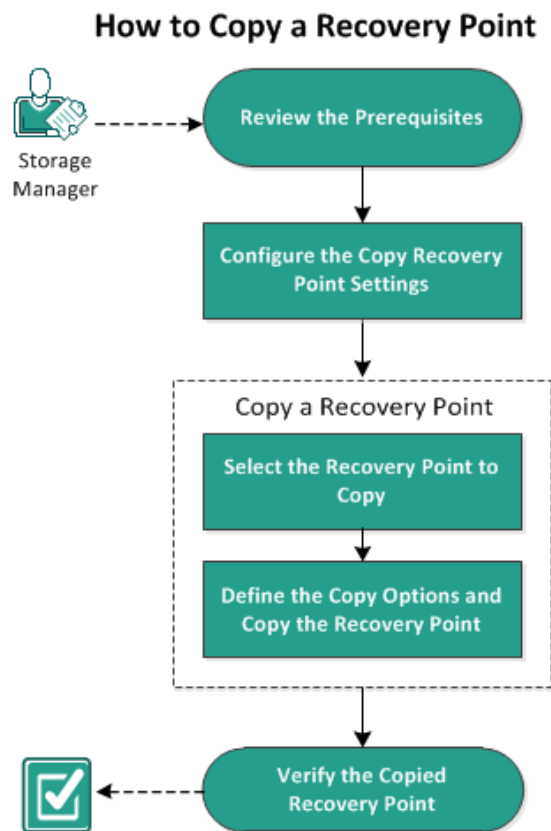 How to Copy a Recovery Point
Review the Prerequisites
Storage
Manager
Configure the Copy Recovery
Point Settings
Copy a Recovery Point
Select the Recovery Point to
Copy
Define the Copy Options and
Copy the Recovery Point
Verify the Copied
Recovery Point